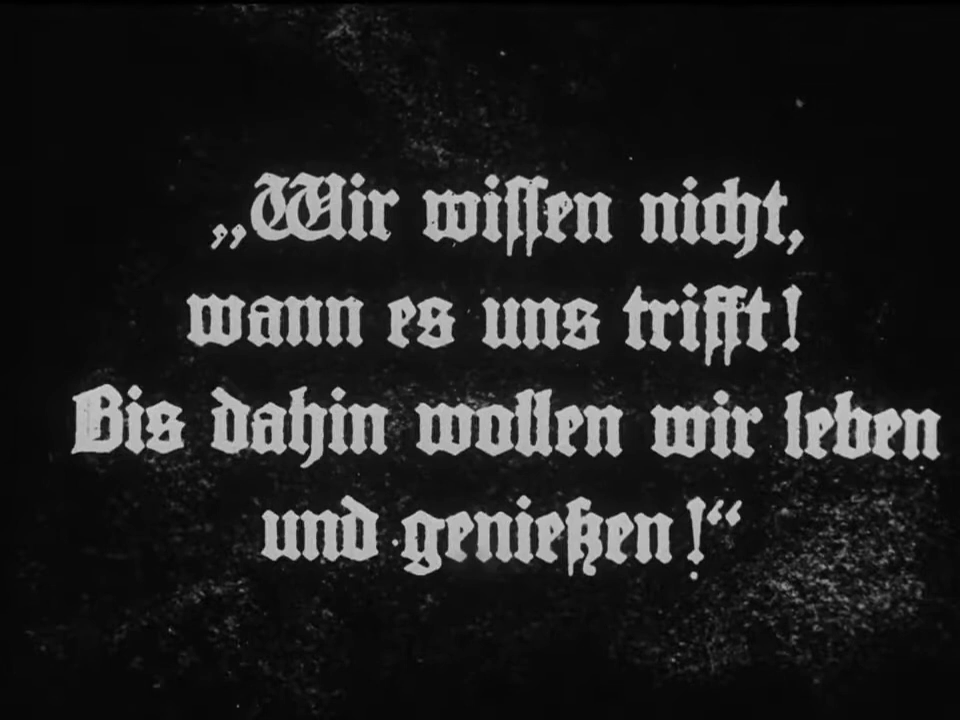 „Wir wissen nicht,
wann es uns trifft!
Bis dahin wollen wir leben
und genießen!“